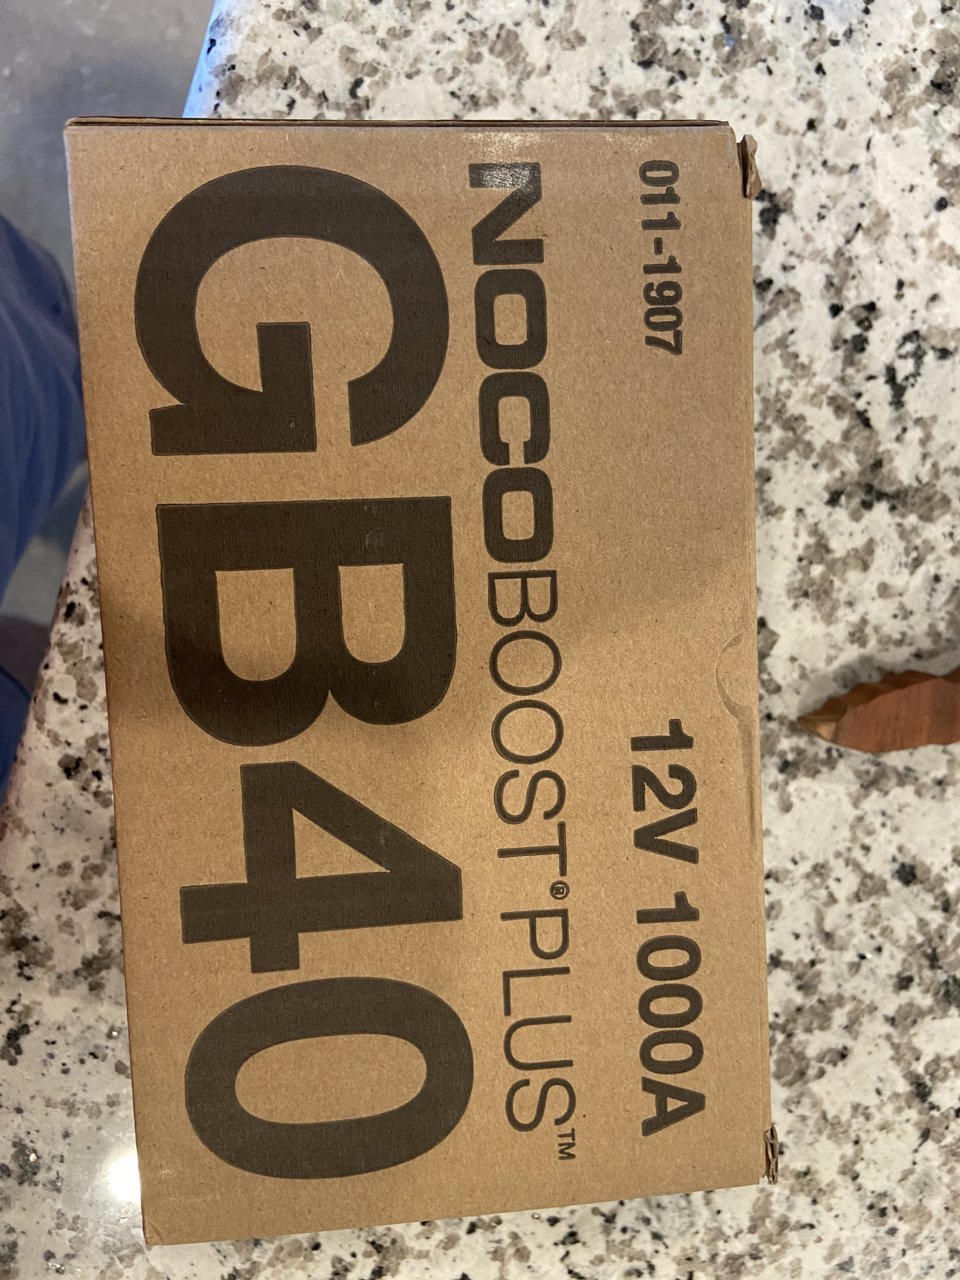 011-1907
12V 1000A
NOCOBOOST®PLUS™
GB40